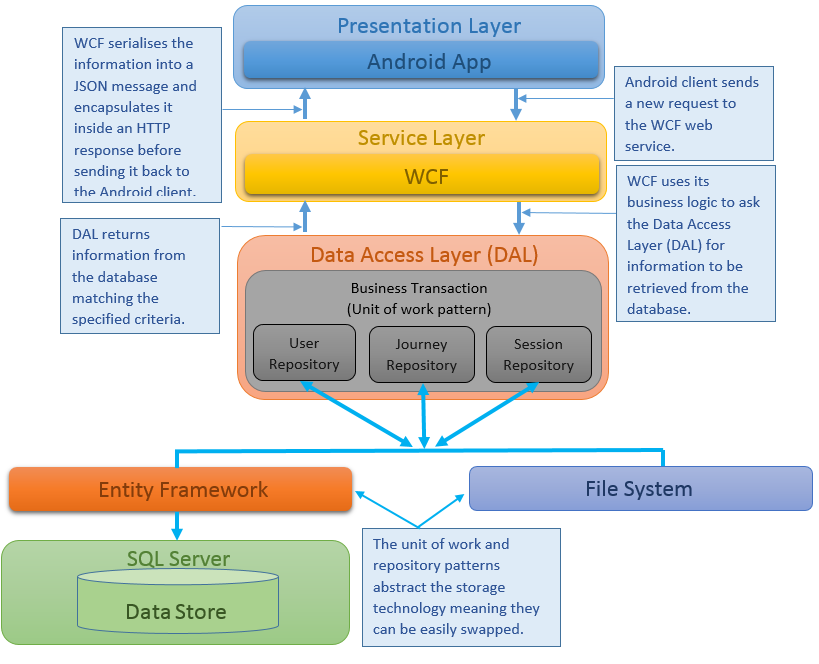 Presentation Layer
Android App
WCF serialises the
information into a
JSON message and
encapsulates it
inside an HTTP
response before
sending it back to
the Android client.
Android client sends
a new request to
the WCF web
service.
Service Layer
WCF
WCF uses its
business logic to ask
the Data Access
Layer (DAL) for
information to be
retrieved from the
database.
DAL returns
information from
the database
matching the
specified criteria.
Data Access Layer (DAL)
Business Transaction
(Unit of work pattern)
User
Repository
Journey
Repository
Session
Repository
Entity Framework
File System
SQL Server
Data Store
The unit of work and
repository patterns
abstract the storage
technology meaning they
can be easily swapped.